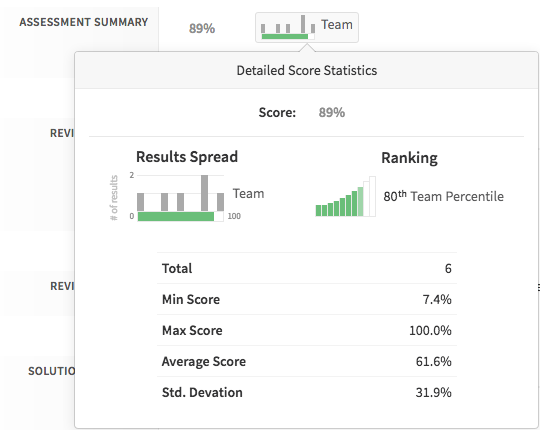 ASSESSMENT SUMMARY
89%
Team
Detailed Score Statistics
Score: 89%
REVI
Results Spread
Ranking
# of results
2
0
100
Team
80th Team Percentile
Total 6
REVI
Min Score 7.4%
Max Score 100.0%
Average Score 61.6%
SOLUTIO
Std. Devation 31.9%